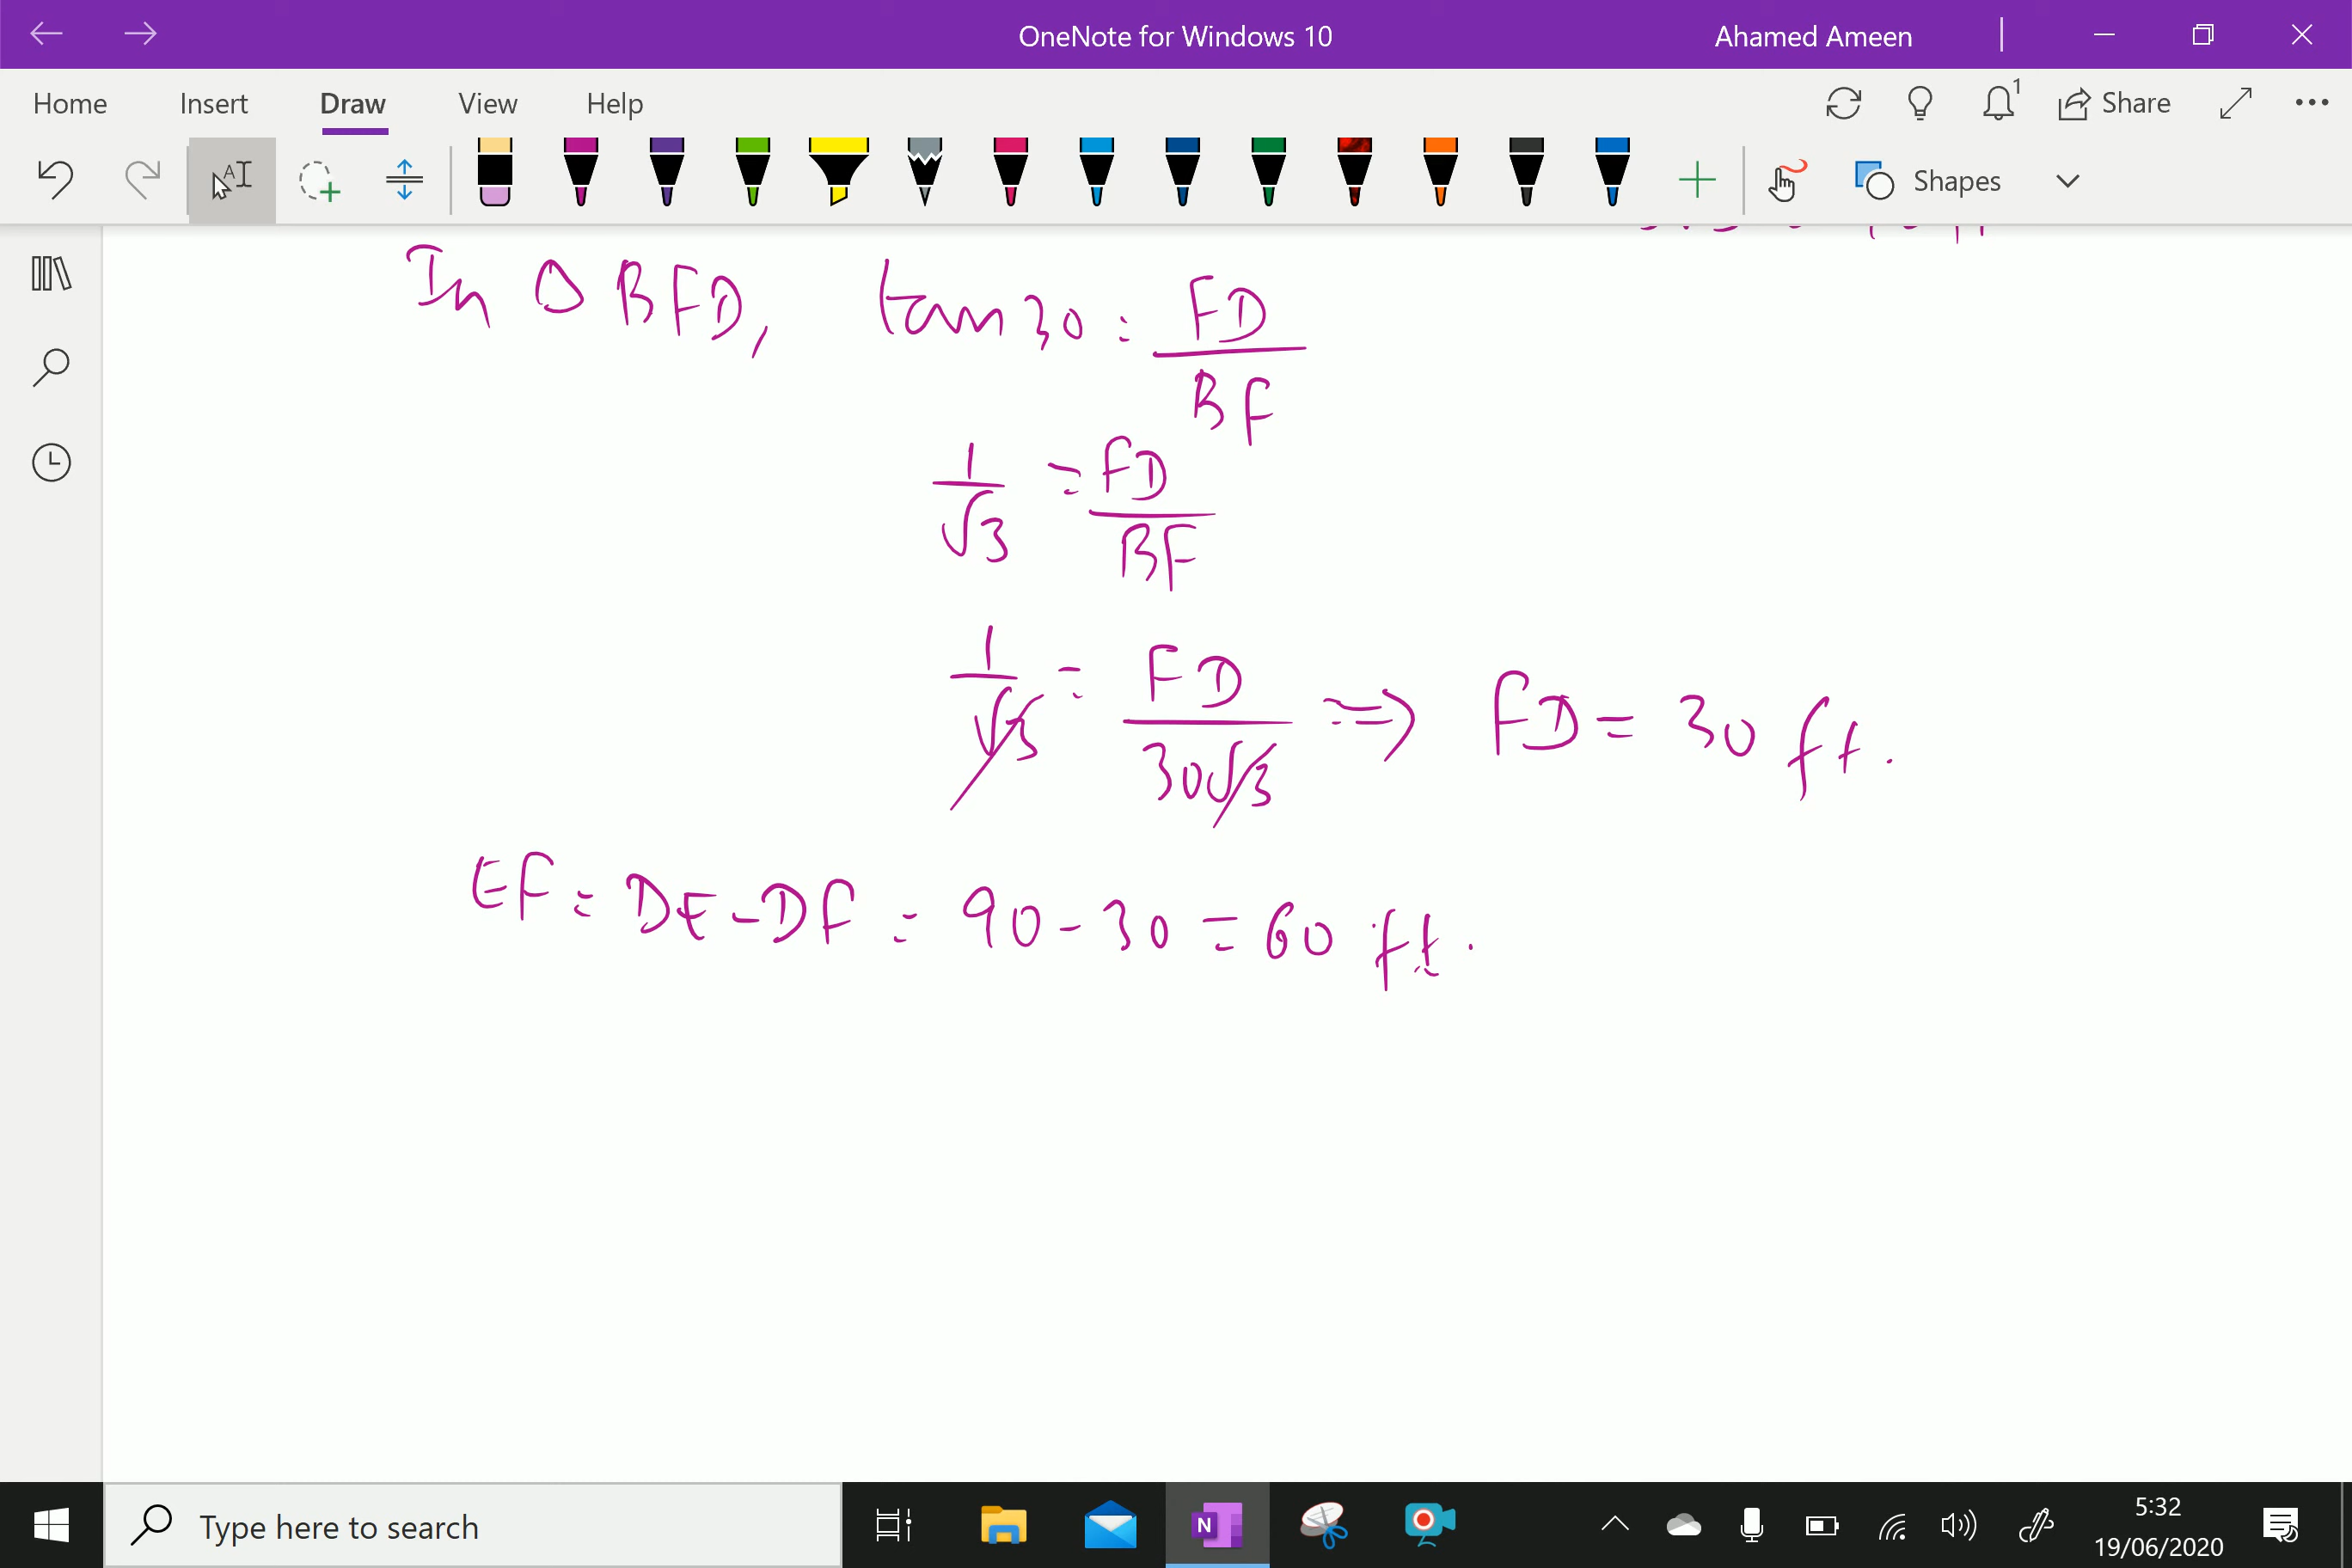 OneNote for Windows 10
Ahamed Ameen
Home Insert Draw View Help
1 Share
Shapes
In Δ BFD, tan 30 = FD/BF
1/√3 = FD/BF
1/√3 = FD/30√3 ⇒ FD = 30 ft.
EF = DE - DF = 90 - 30 = 60 ft.
Type here to search
N
5:32
19/06/2020